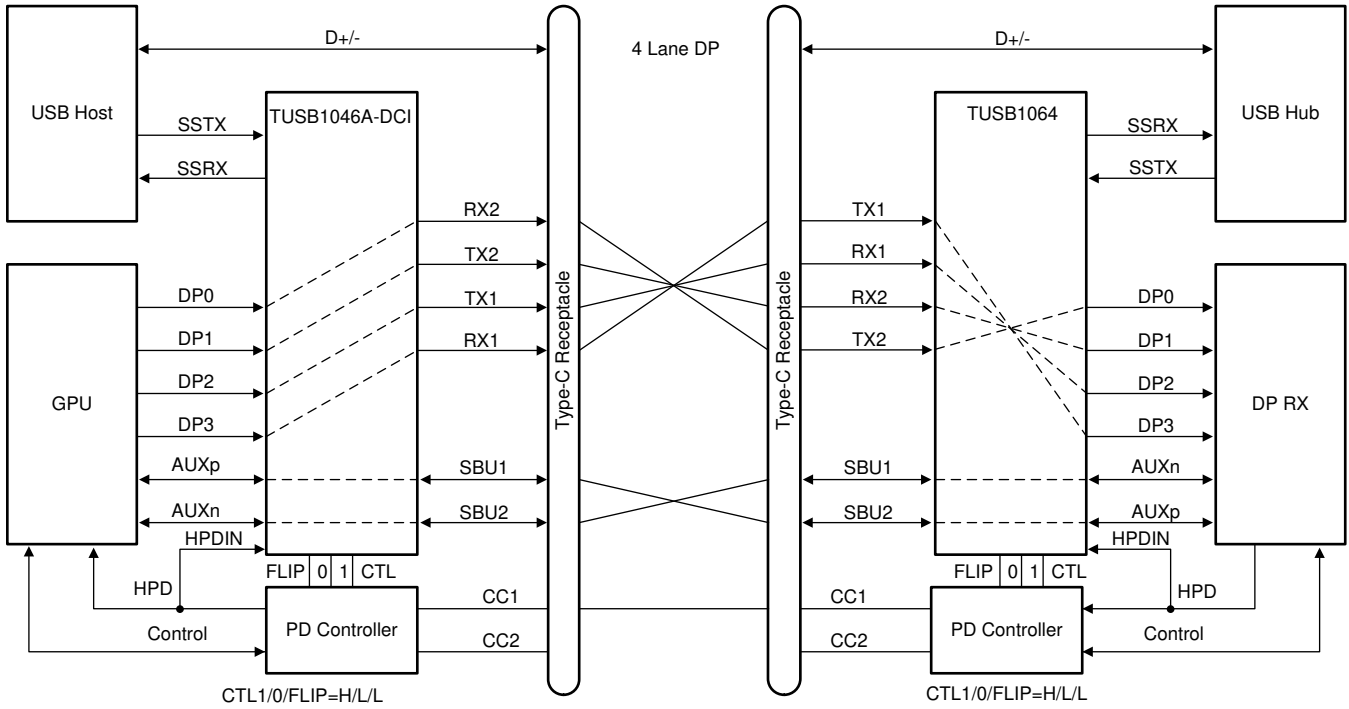 D+/-
4 Lane DP
D+/-
USB Host
TUSB1046A-DCI
TUSB1064
USB Hub
SSTX
SSRX
SSRX
SSTX
RX2
TX2
TX1
RX1
TX1
RX1
RX2
TX2
Type-C Receptacle
Type-C Receptacle
GPU
DP0
DP1
DP2
DP3
AUXp
AUXn
HPDIN
DP0
DP1
DP2
DP3
AUXn
AUXp
HPDIN
DP RX
SBU1
SBU2
SBU1
SBU2
FLIP 0 1 CTL
FLIP 0 1 CTL
HPD
Control
PD Controller
CC1
CC2
CC1
CC2
PD Controller
HPD
Control
CTL1/0/FLIP=H/L/L
CTL1/0/FLIP=H/L/L